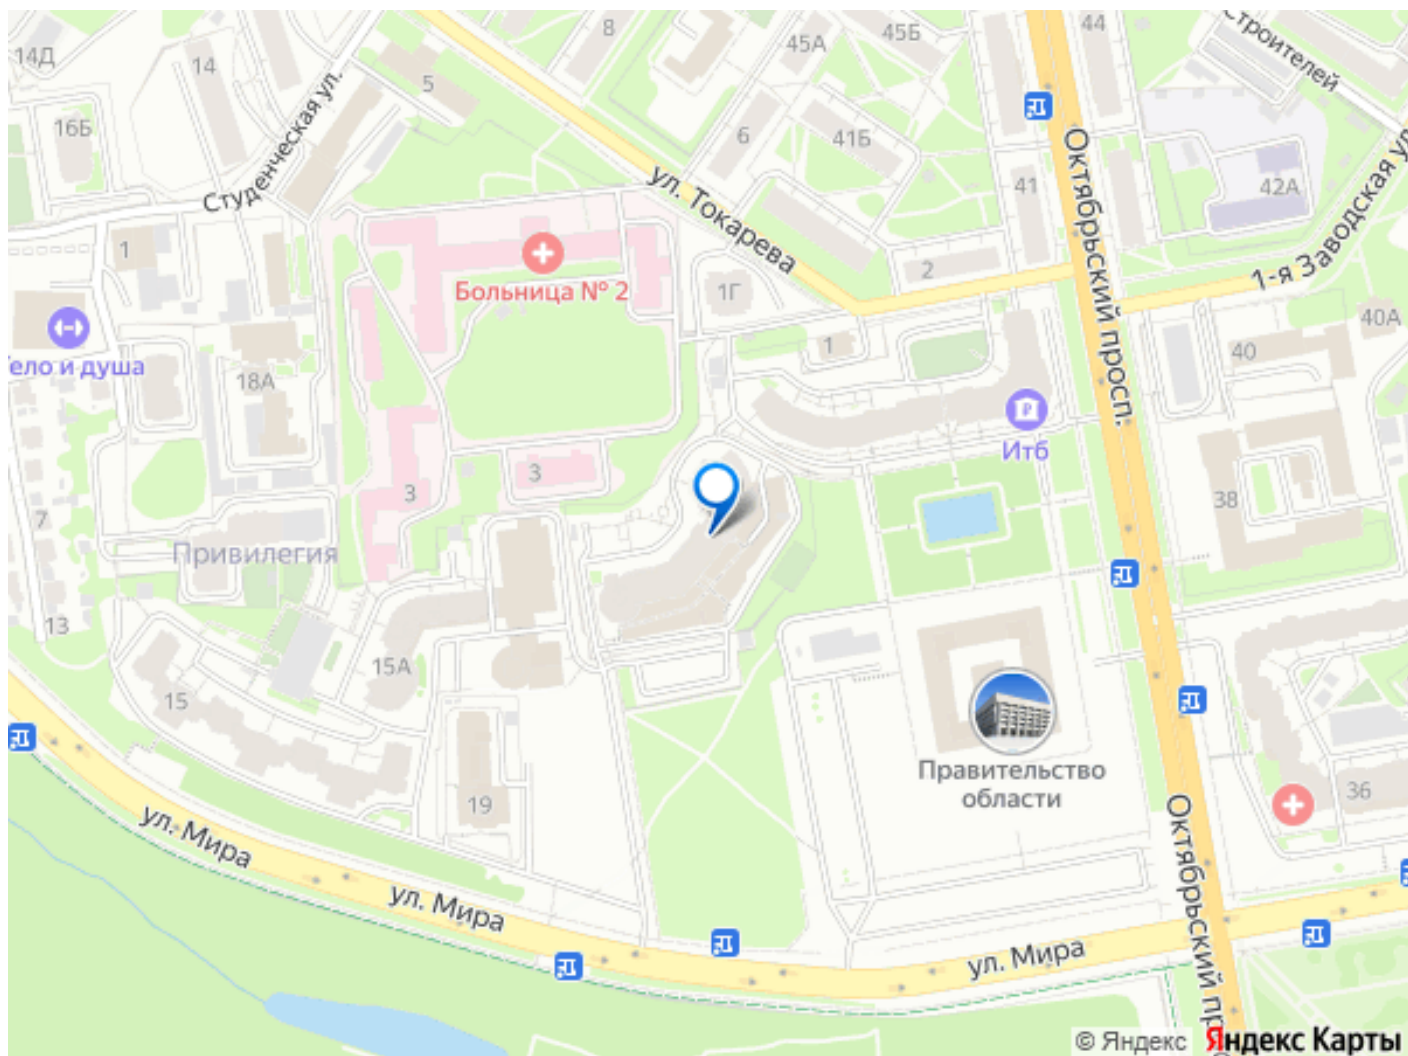 8
45А
45Б
44
Строителей
14Д
14
5
16Б
Студенческая ул.
6
41Б
ул. Токарева
41
42А
Октябрьский просп.
1-я Заводская ул
1
Больница № 2
1Г
2
40А
ело и душа
18А
1
40
Итб
3
3
38
7
Привилегия
13
15А
15
Правительство
области
36
19
ул. Мира
ул. Мира
ул. Мира
Октябрьский пр
© Яндекс
Яндекс Карты